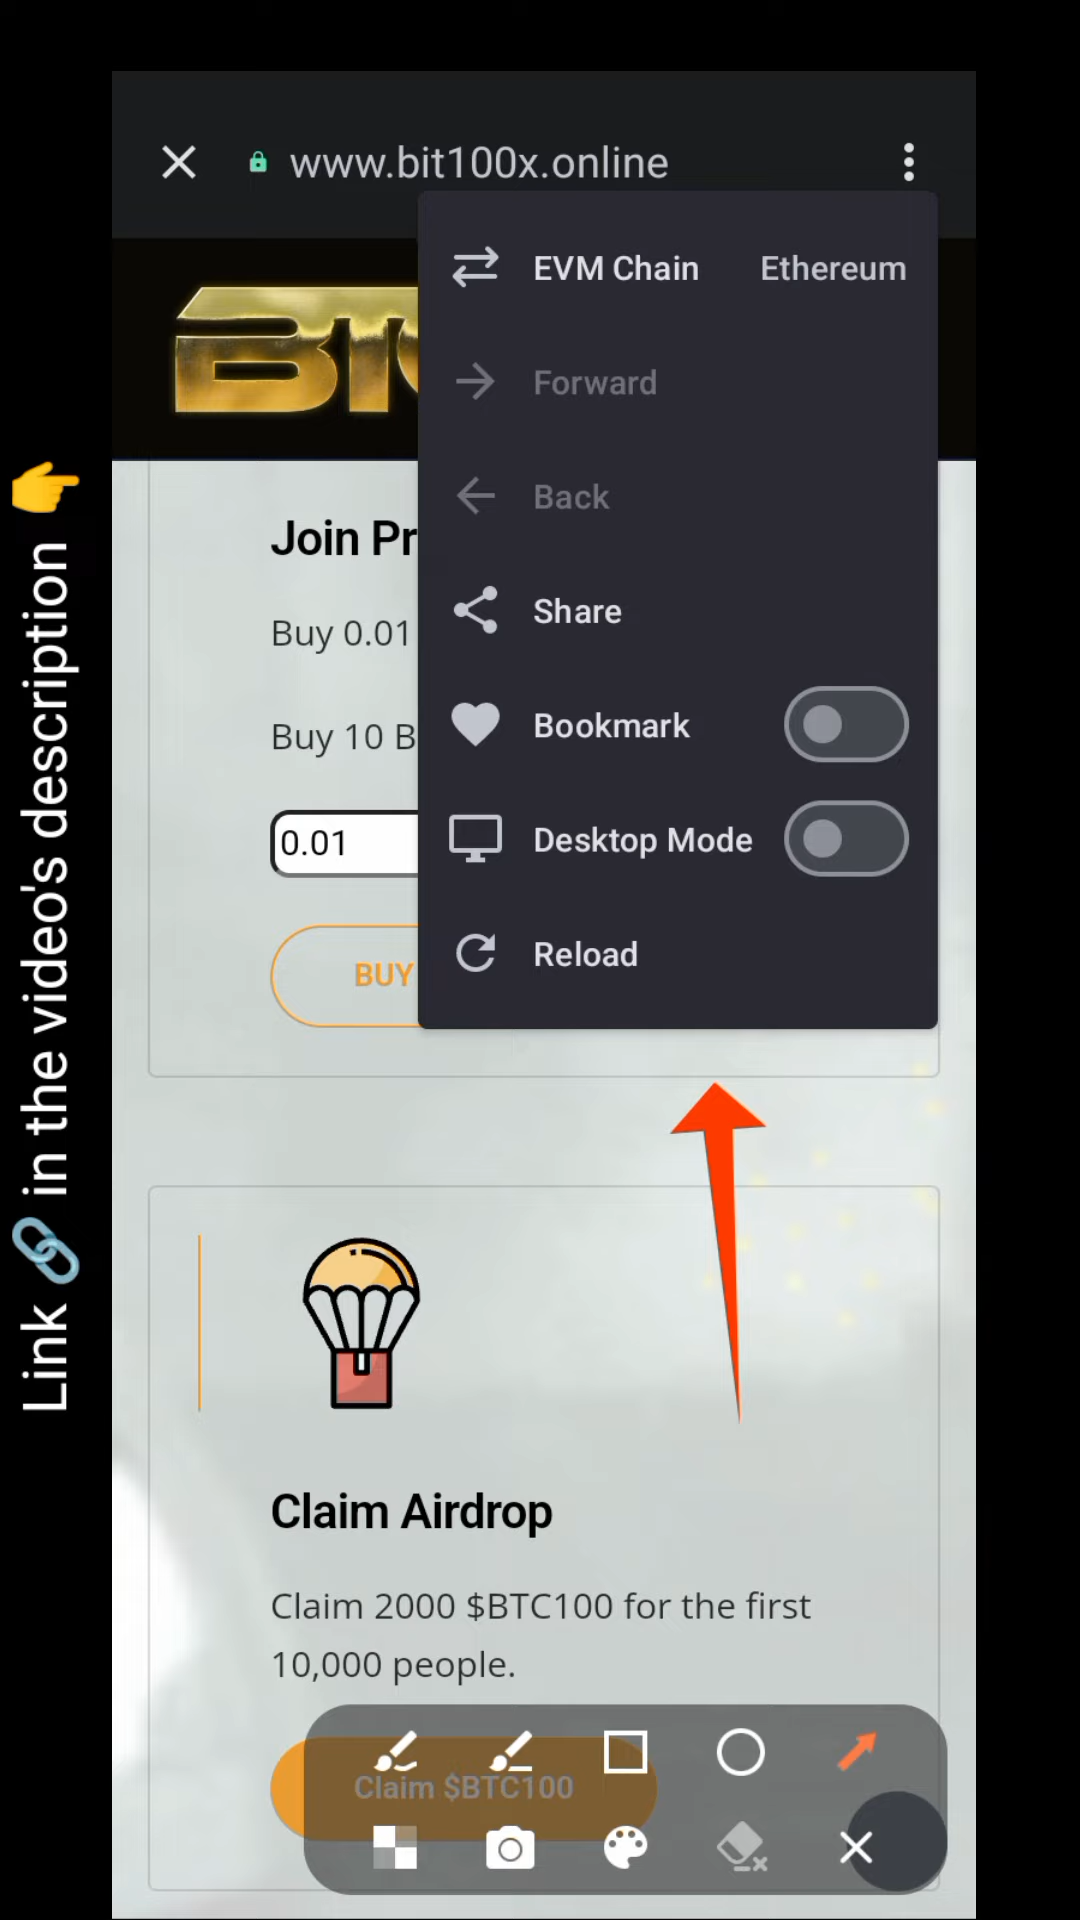 www.bit100x.online
EVM Chain Ethereum
Forward
Back
Share
Bookmark
Desktop Mode
Reload
Join Pr
Buy 0.01
Buy 10 B
0.01
BUY
Claim Airdrop
Claim 2000 $BTC100 for the first
10,000 people.
Claim $BTC100
Link 🔗 in the video's description 👉